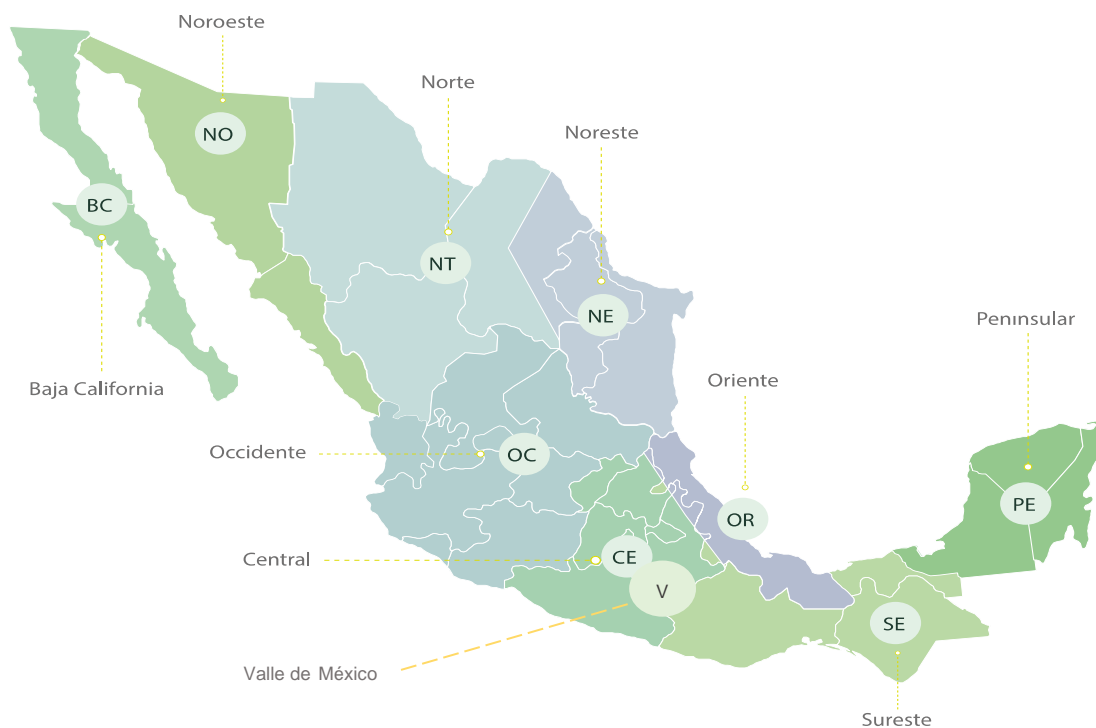 Noroeste
Norte
NO
Noreste
BC
NT
NE
Peninsular
Baja California
Oriente
Occidente
OC
PE
OR
Central
CE
V
SE
Valle de México
Sureste